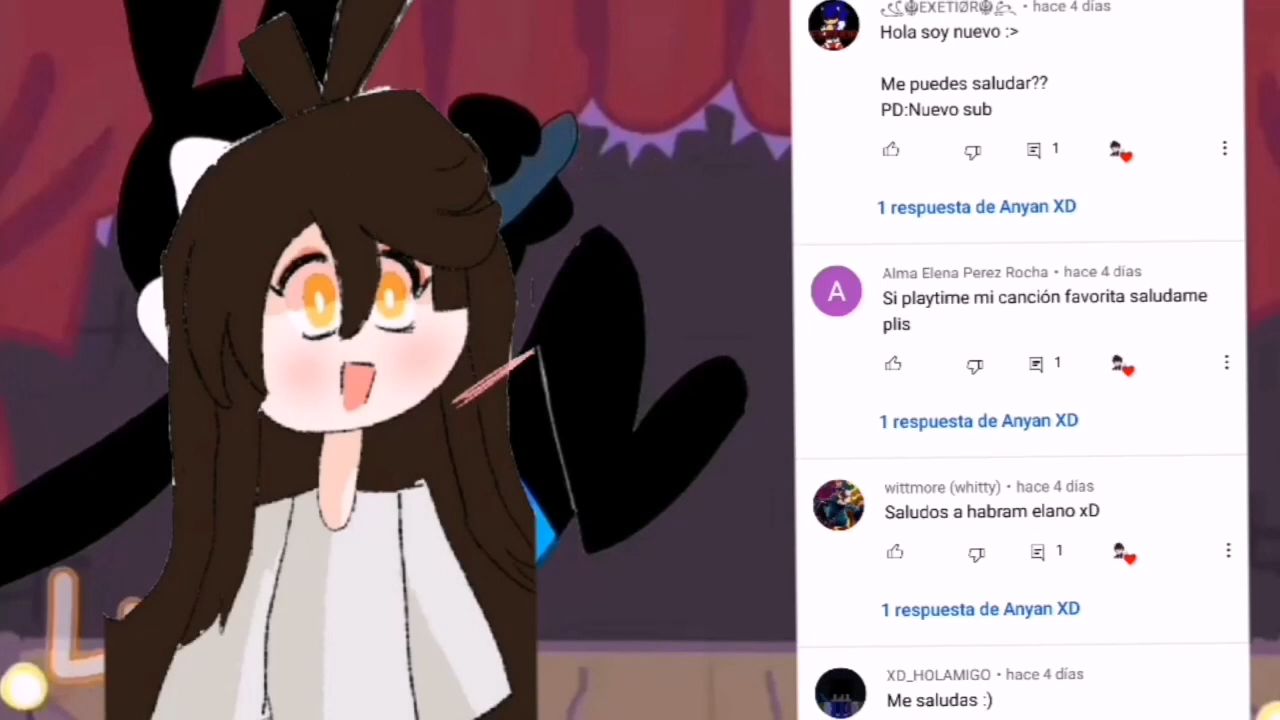 EXETIØR • hace 4 días
Hola soy nuevo :>
Me puedes saludar??
PD:Nuevo sub
1
1 respuesta de Anyan XD
A
Alma Elena Perez Rocha • hace 4 días
Si playtime mi canción favorita saludame
plis
1
1 respuesta de Anyan XD
wittmore (whitty) • hace 4 días
Saludos a habram elano xD
1
1 respuesta de Anyan XD
XD_HOLAMIGO • hace 4 días
Me saludas :)
L